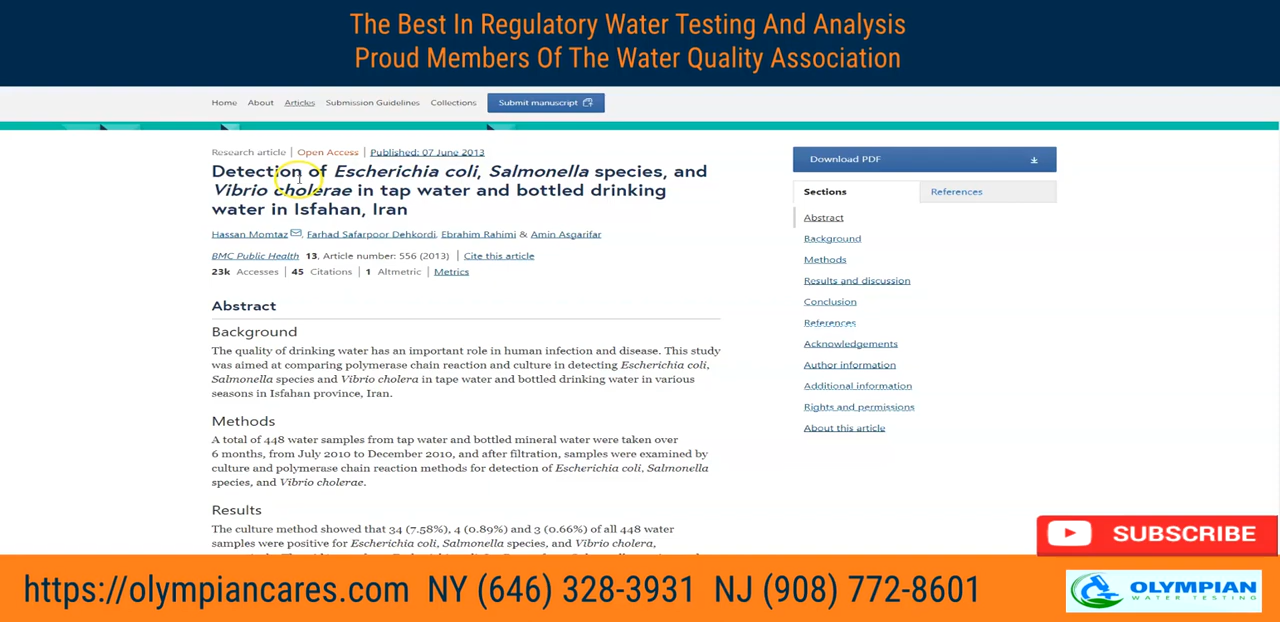 The Best In Regulatory Water Testing And Analysis
Proud Members Of The Water Quality Association
Home About Articles Submission Guidelines Collections Submit manuscript
Research article | Open Access | Published: 07 June 2013
Detection of Escherichia coli, Salmonella species, and
Vibrio cholerae in tap water and bottled drinking
water in Isfahan, Iran
Hassan Momtaz, Farhad Safarpoor Dehkordi, Ebrahim Rahimi & Amin Asgarifar
BMC Public Health 13, Article number: 556 (2013) | Cite this article
23k Accesses | 45 Citations | 1 Altmetric | Metrics
Abstract
Background
The quality of drinking water has an important role in human infection and disease. This study
was aimed at comparing polymerase chain reaction and culture in detecting Escherichia coli,
Salmonella species and Vibrio cholera in tape water and bottled drinking water in various
seasons in Isfahan province, Iran.
Methods
A total of 448 water samples from tap water and bottled mineral water were taken over
6 months, from July 2010 to December 2010, and after filtration, samples were examined by
culture and polymerase chain reaction methods for detection of Escherichia coli, Salmonella
species, and Vibrio cholerae.
Results
The culture method showed that 34 (7.58%), 4 (0.89%) and 3 (0.66%) of all 448 water
samples were positive for Escherichia coli, Salmonella species, and Vibrio cholera,
Download PDF
Sections References
Abstract
Background
Methods
Results and discussion
Conclusion
References
Acknowledgements
Author information
Additional information
Rights and permissions
About this article
SUBSCRIBE
https://olympiancares.com NY (646) 328-3931 NJ (908) 772-8601
OLYMPIAN
WATER TESTING